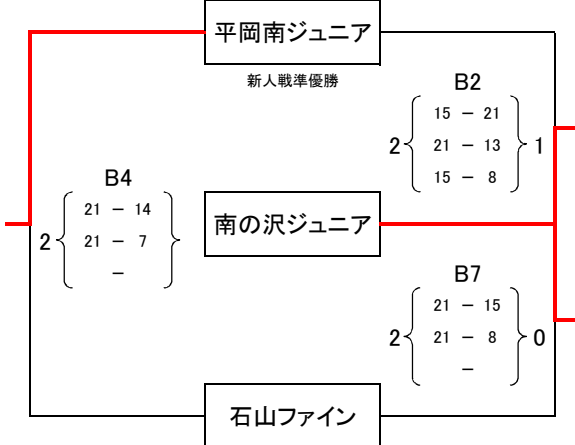 平岡南ジュニア
新人戦準優勝
B2
15 − 21
2 21 − 13 1
15 − 8
B4
21 − 14
2 21 − 7
−
南の沢ジュニア
B7
21 − 15
2 21 − 8 0
−
石山ファイン